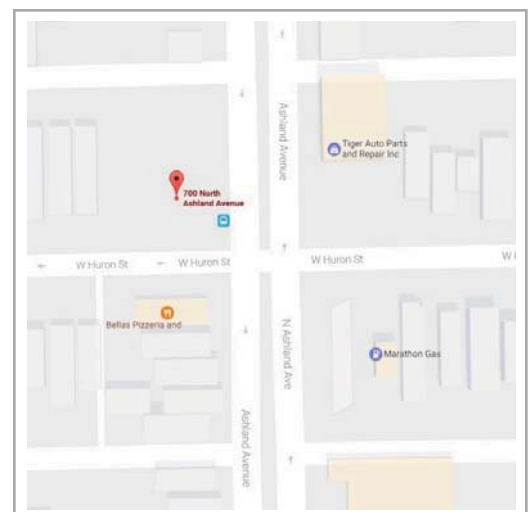 Ashland Avenue
Tiger Auto Parts
and Repair Inc
700 North
Ashland Avenue
W Huron St
W Huron St
W Huron St
W
Bellas Pizzeria and
N Ashland Ave
Marathon Gas
Ashland Avenue